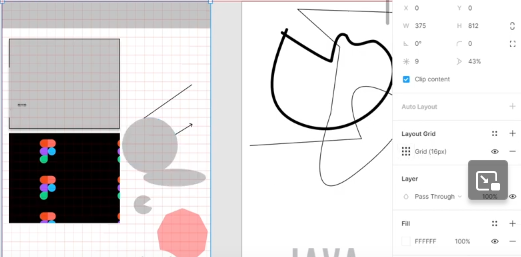 X 0 Y 0
W 375 H 812
0° 0
9 43%
Clip content
Auto Layout
Layout Grid
Grid (16px)
Layer
Pass Through 100%
Fill
FFFFFF 100%
JAVA